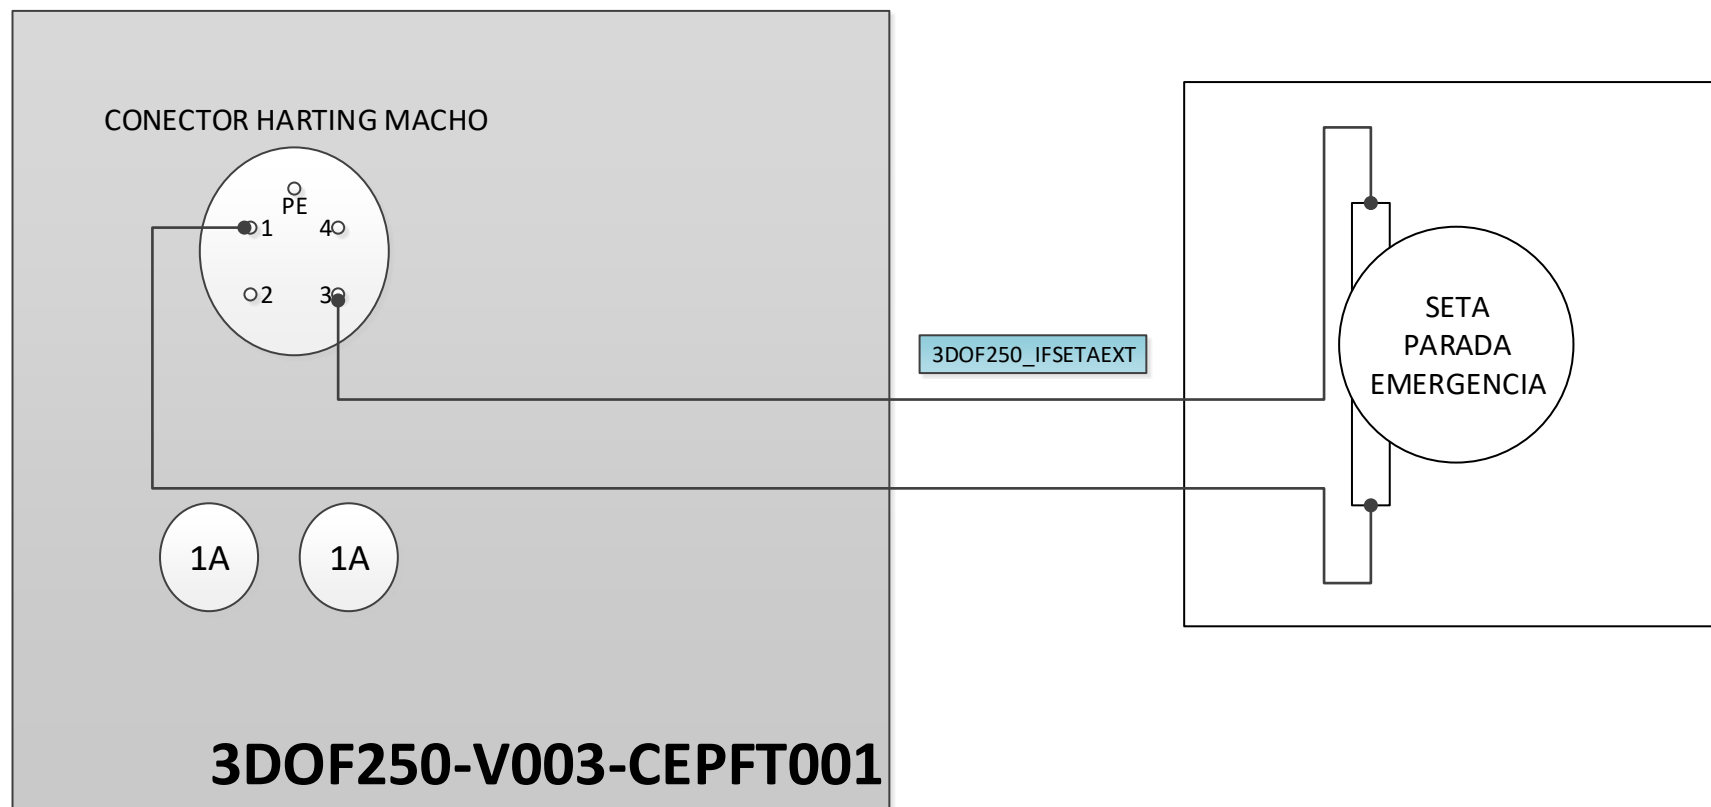 CONECTOR HARTING MACHO
PE
1 4
2 3
3DOF250_IFSETAEXT
SETA
PARADA
EMERGENCIA
1A 1A
3DOF250-V003-CEPFT001